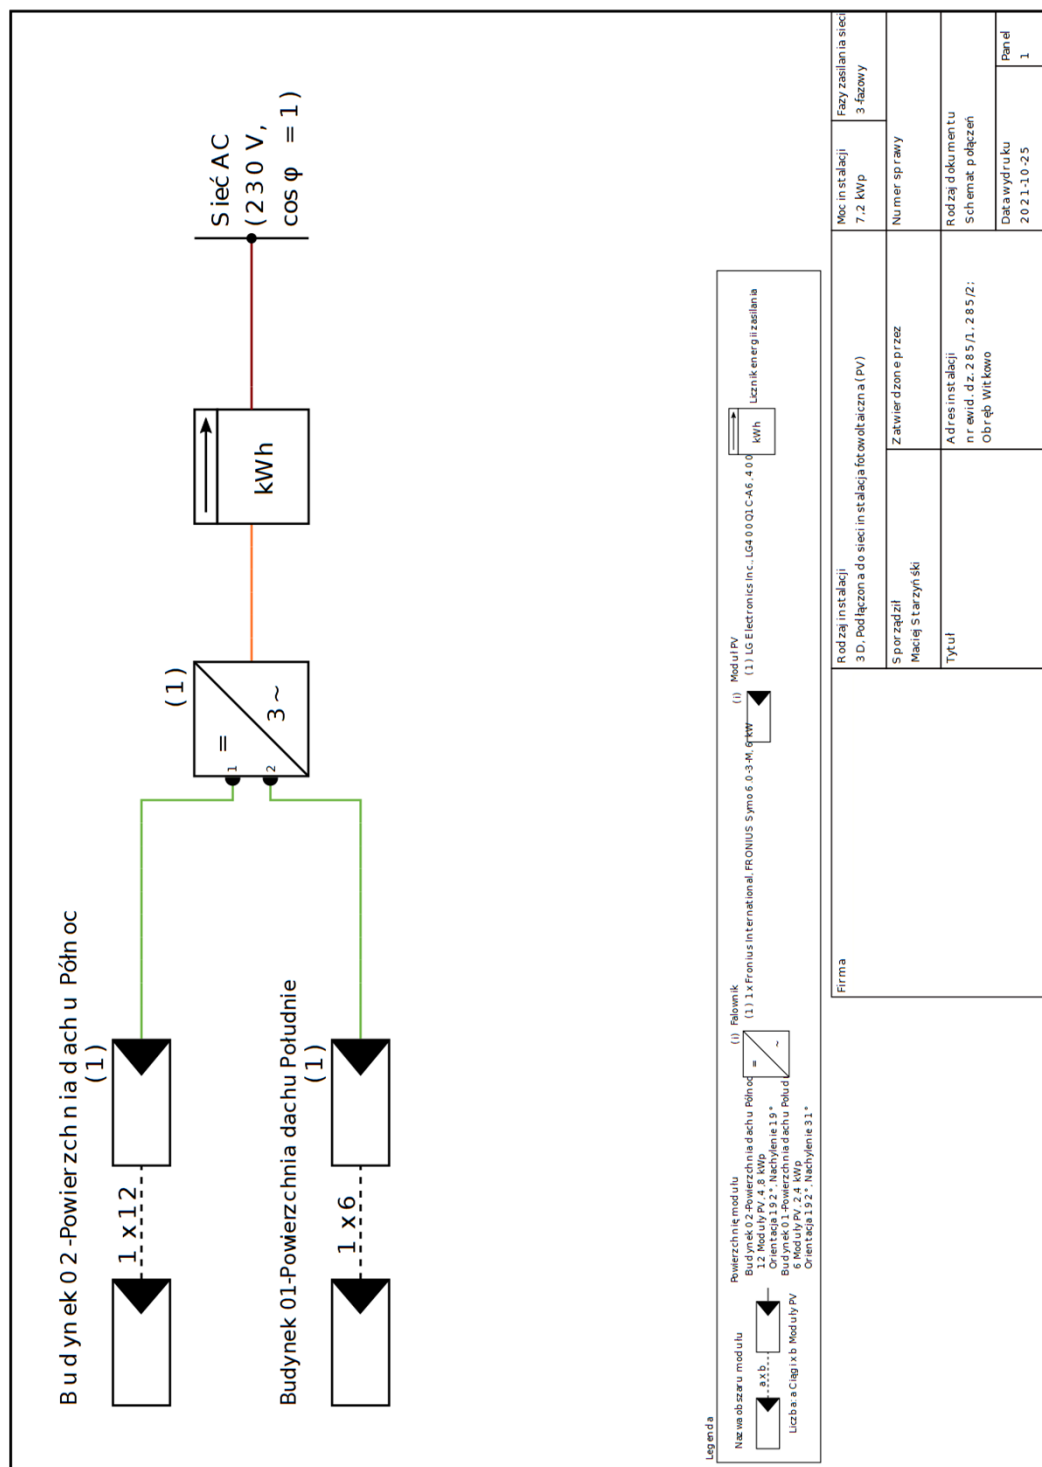 Budynek 02-Powierzchnia dachu Północ
(1)
1 x12
Budynek 01-Powierzchnia dachu Południe
(1)
1 x6
(1)
=
3~
1
2
kWh
Sieć AC
(230 V,
cos φ = 1)
Legenda
Nazwa obszaru modułu
a x b
Liczba: a Ciągi x b Moduły PV
Powierzchnię modułu
Budynek 02-Powierzchnia dachu Północ
12 Moduły PV, 4,8 kWp
Orientacja 192°, Nachylenie 19°
Budynek 01-Powierzchnia dachu Połud
6 Moduły PV, 2,4 kWp
Orientacja 192°, Nachylenie 31°
=
~
(i) Falownik
(1) 1x Fronius International, FRONIUS Symo 6.0-3-M, 6 kW
(i) Moduł PV
(1) LG Electronics Inc., LG400Q1C-A6, 400
kWh
Licznik energii zasilania
Firma
Rodzaj instalacji
3D, Podłączona do sieci instalacja fotowoltaiczna (PV)
Moc instalacji
7,2 kWp
Fazy zasilania sieci
3-fazowy
Sporządził
Maciej Starzyński
Zatwierdzone przez
Numer sprawy
Tytuł
Adres instalacji
nr ewid. dz. 285/1, 285/2;
Obręb Witkowo
Rodzaj dokumentu
Schemat połączeń
Data wydruku
2021-10-25
Panel
1